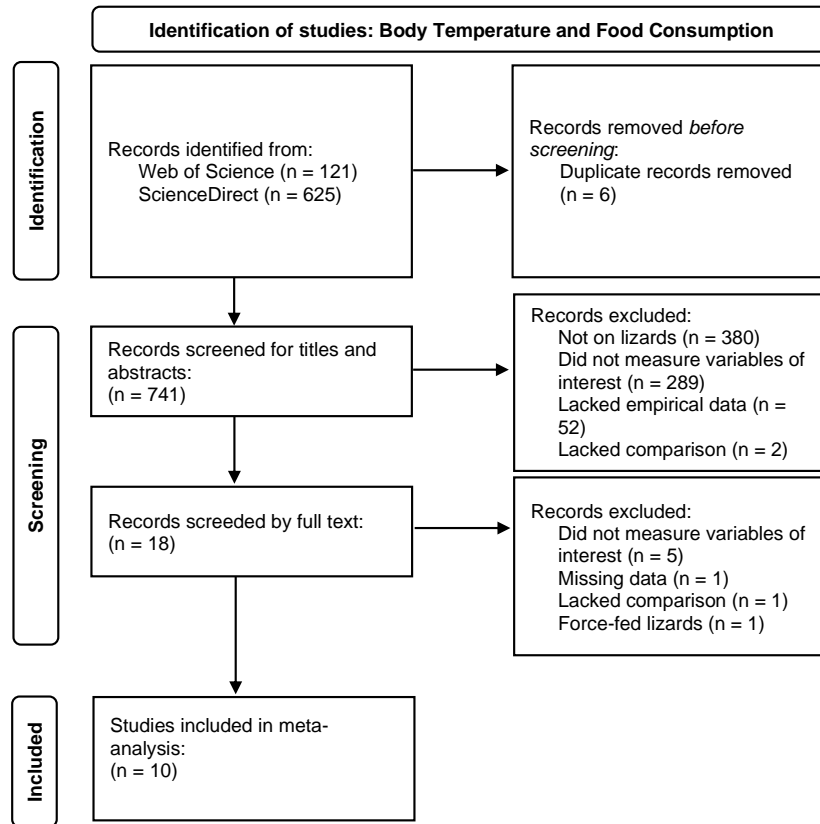 Identification of studies: Body Temperature and Food Consumption
Identification
Records identified from:
Web of Science (n = 121)
ScienceDirect (n = 625)
Records removed before
screening:
Duplicate records removed
(n = 6)
Screening
Records screened for titles and
abstracts:
(n = 741)
Records excluded:
Not on lizards (n = 380)
Did not measure variables of
interest (n = 289)
Lacked empirical data (n =
52)
Lacked comparison (n = 2)
Records screeded by full text:
(n = 18)
Records excluded:
Did not measure variables of
interest (n = 5)
Missing data (n = 1)
Lacked comparison (n = 1)
Force-fed lizards (n = 1)
Included
Studies included in meta-
analysis:
(n = 10)